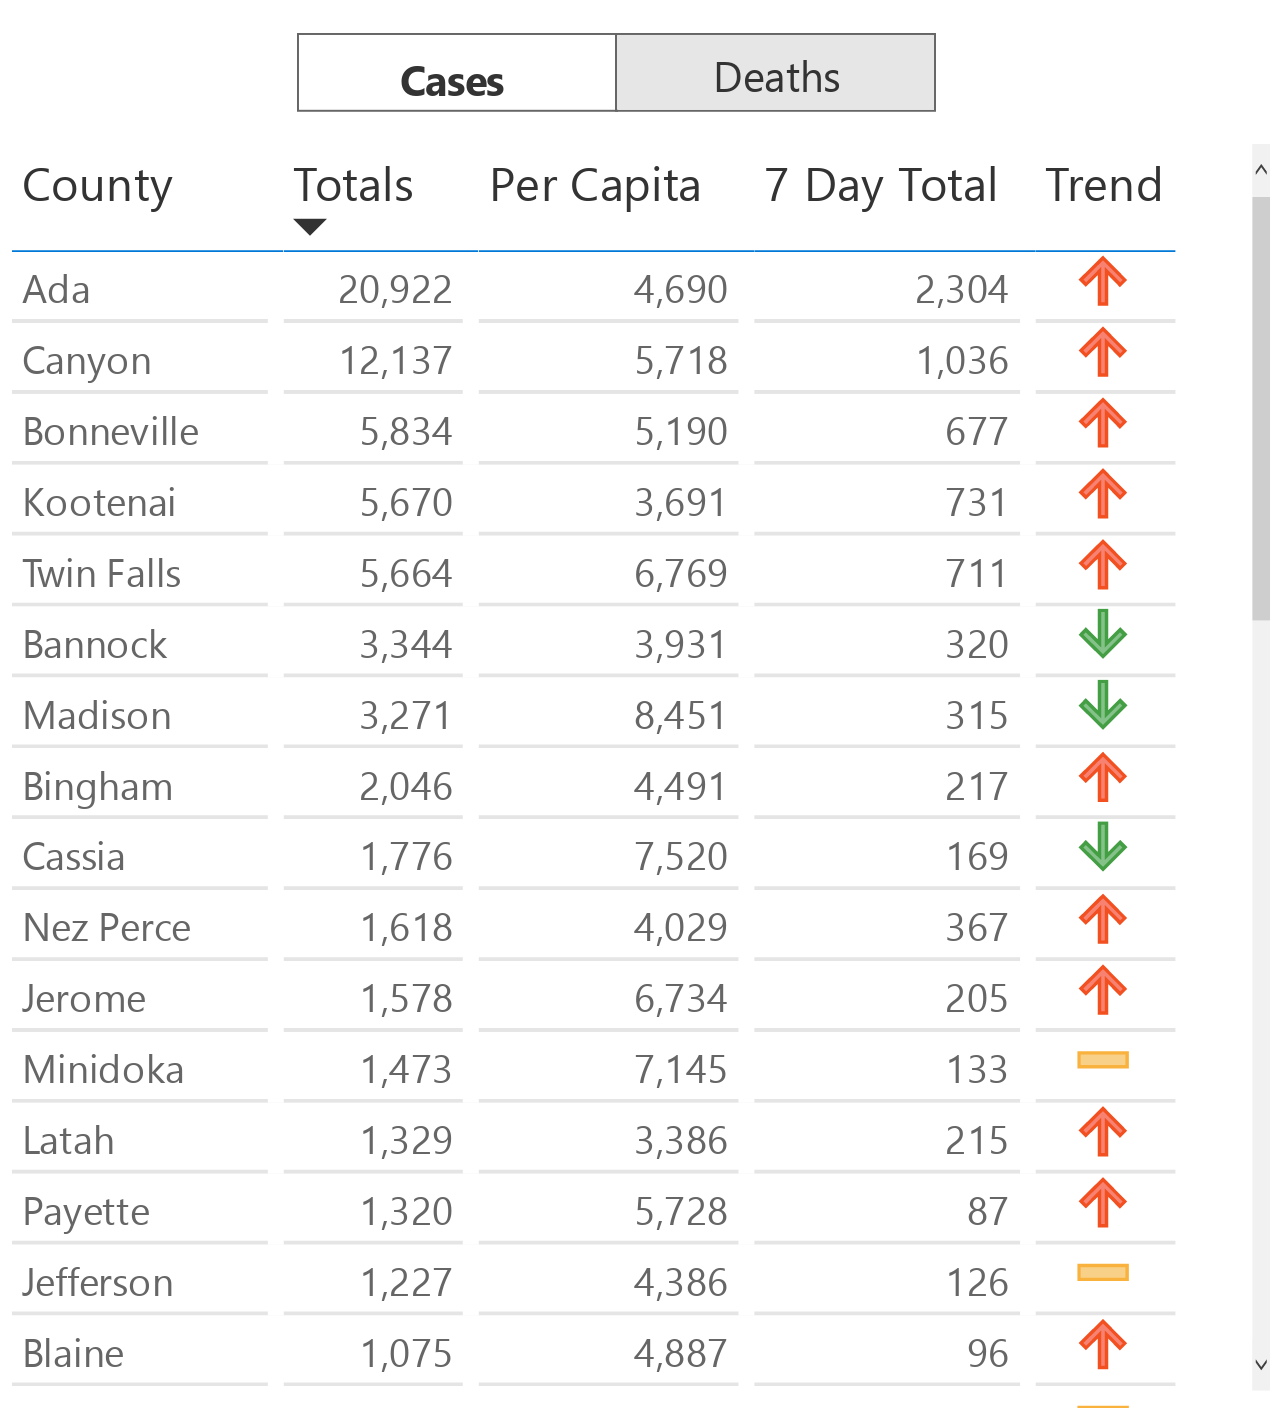 Cases Deaths
County Totals Per Capita 7 Day Total Trend
Ada 20,922 4,690 2,304
Canyon 12,137 5,718 1,036
Bonneville 5,834 5,190 677
Kootenai 5,670 3,691 731
Twin Falls 5,664 6,769 711
Bannock 3,344 3,931 320
Madison 3,271 8,451 315
Bingham 2,046 4,491 217
Cassia 1,776 7,520 169
Nez Perce 1,618 4,029 367
Jerome 1,578 6,734 205
Minidoka 1,473 7,145 133
Latah 1,329 3,386 215
Payette 1,320 5,728 87
Jefferson 1,227 4,386 126
Blaine 1,075 4,887 96